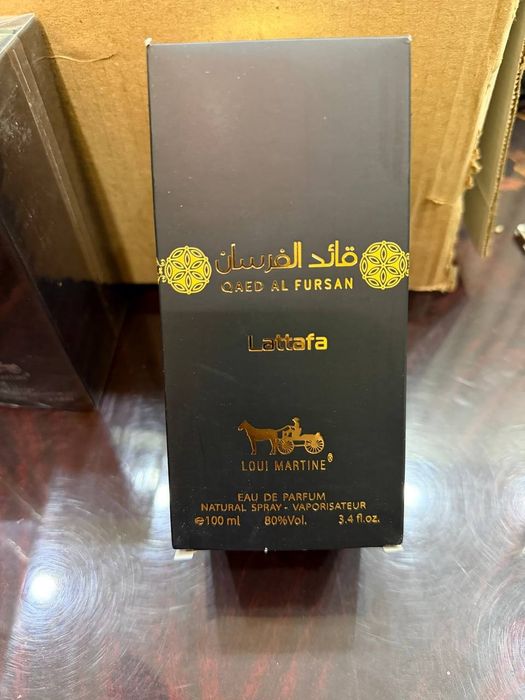 قائد الفرسان
QAED AL FURSAN
Lattafa
LOUI MARTINE®
EAU DE PARFUM
NATURAL SPRAY - VAPORISATEUR
℮100 ml 80%Vol. 3.4 fl.oz.